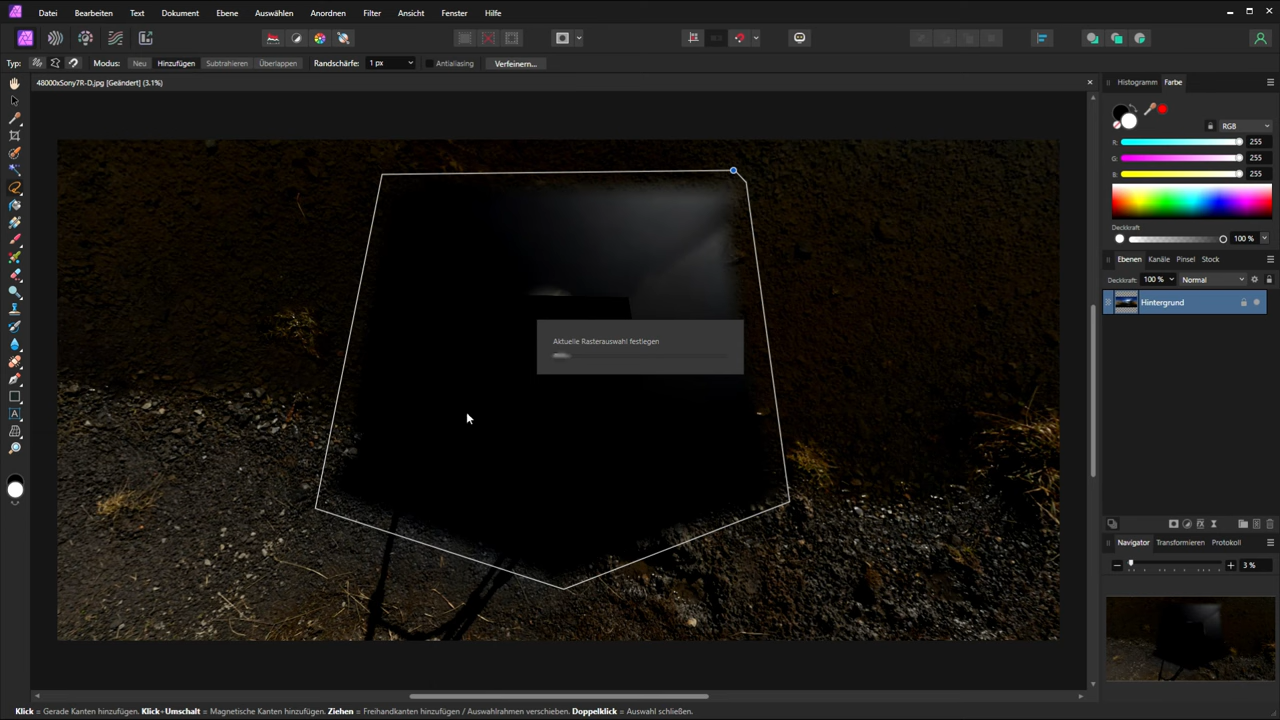 Datei Bearbeiten Text Dokument Ebene Auswählen Anordnen Filter Ansicht Fenster Hilfe
Typ: Modus: Neu Hinzufügen Subtrahieren Überlappen Randschärfe: 1 px Antialiasing Verfeinern...
48000xSony7R-D.jpg [Geändert] (3.1%)
Histogramm Farbe
RGB
R: 255
G: 255
B: 255
Deckkraft
100 %
Ebenen Kanäle Pinsel Stock
Deckkraft: 100 % Normal
Hintergrund
Aktuelle Rasterauswahl festlegen
A
Navigator Transformieren Protokoll
3 %
Klick = Gerade Kanten hinzufügen. Klick+Umschalt = Magnetische Kanten hinzufügen. Ziehen = Freihandkanten hinzufügen / Auswahlrahmen verschieben. Doppelklick = Auswahl schließen.